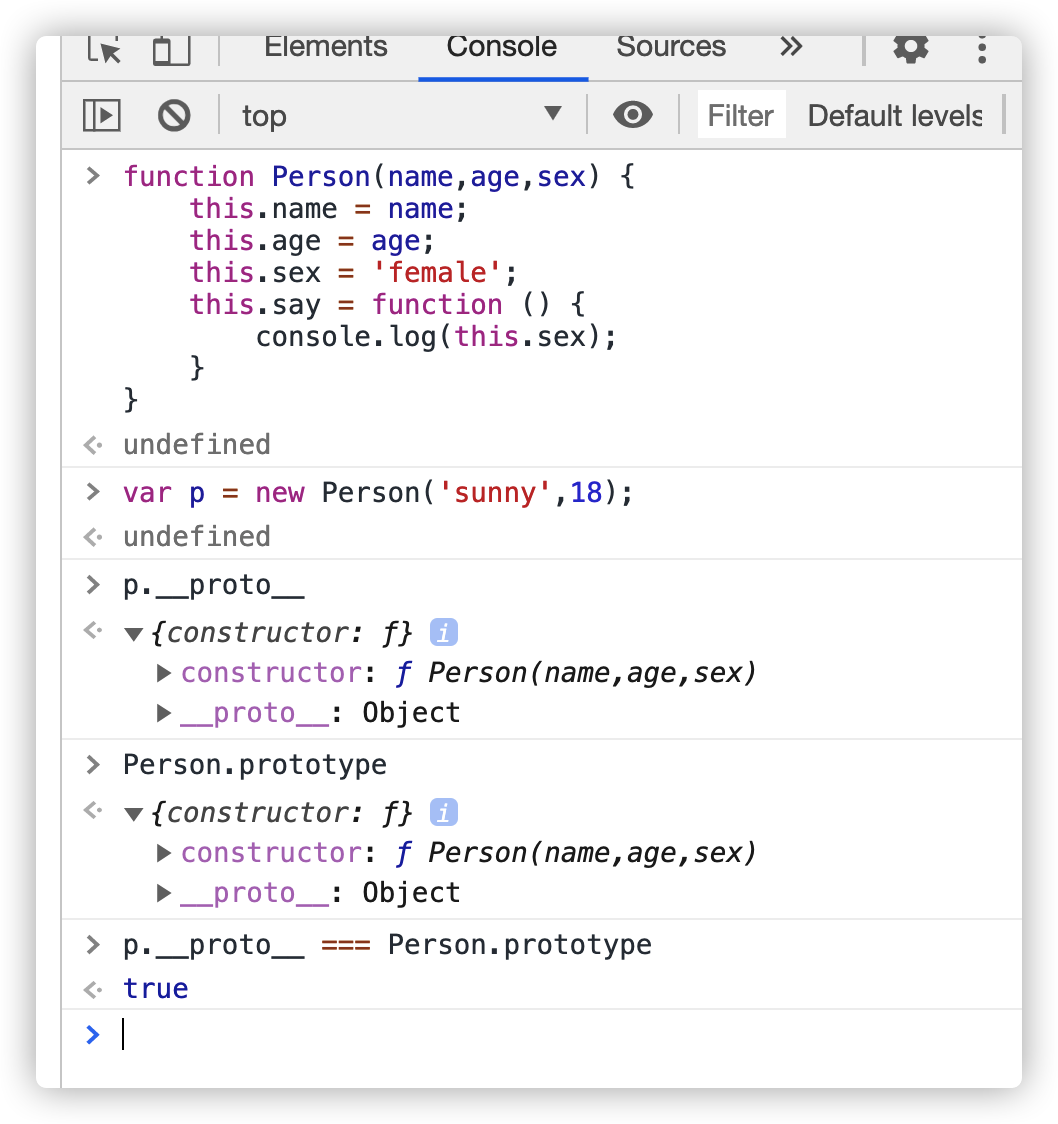 Elements Console Sources
top Filter Default levels
function Person(name,age,sex) {
    this.name = name;
    this.age = age;
    this.sex = 'female';
    this.say = function () {
        console.log(this.sex);
    }
}
undefined
var p = new Person('sunny',18);
undefined
p.__proto__
{constructor: ƒ} i
constructor: ƒ Person(name,age,sex)
__proto__: Object
Person.prototype
{constructor: ƒ} i
constructor: ƒ Person(name,age,sex)
__proto__: Object
p.__proto__ === Person.prototype
true